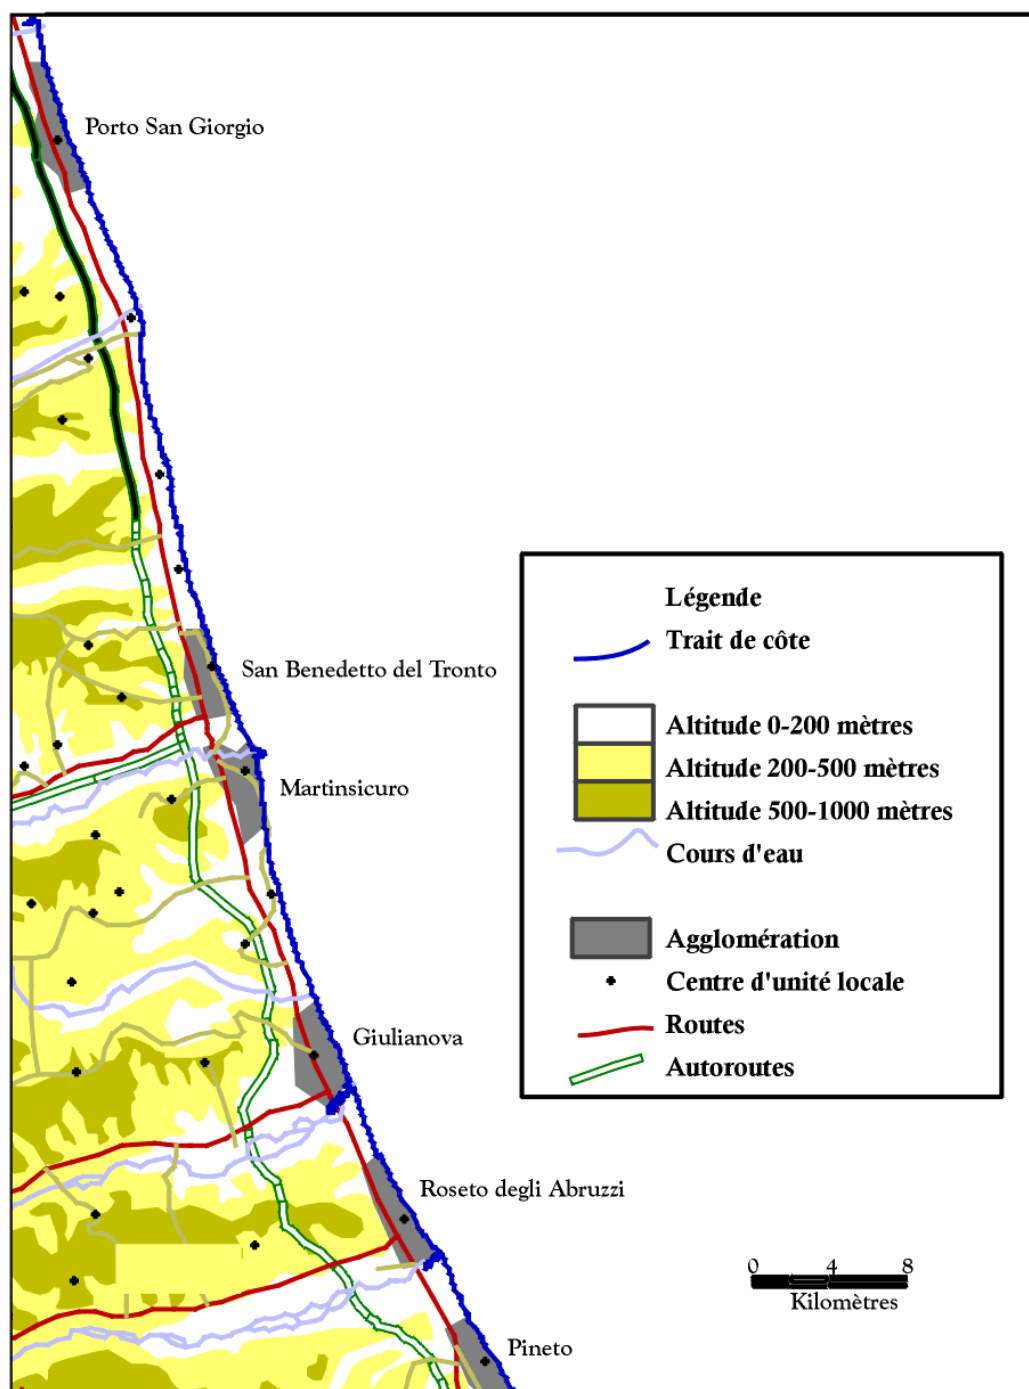 Porto San Giorgio
San Benedetto del Tronto
Martinsicuro
Giulianova
Roseto degli Abruzzi
Pineto
Légende
Trait de côte
Altitude 0-200 mètres
Altitude 200-500 mètres
Altitude 500-1000 mètres
Cours d'eau
Agglomération
Centre d'unité locale
Routes
Autoroutes
0 4 8
Kilomètres